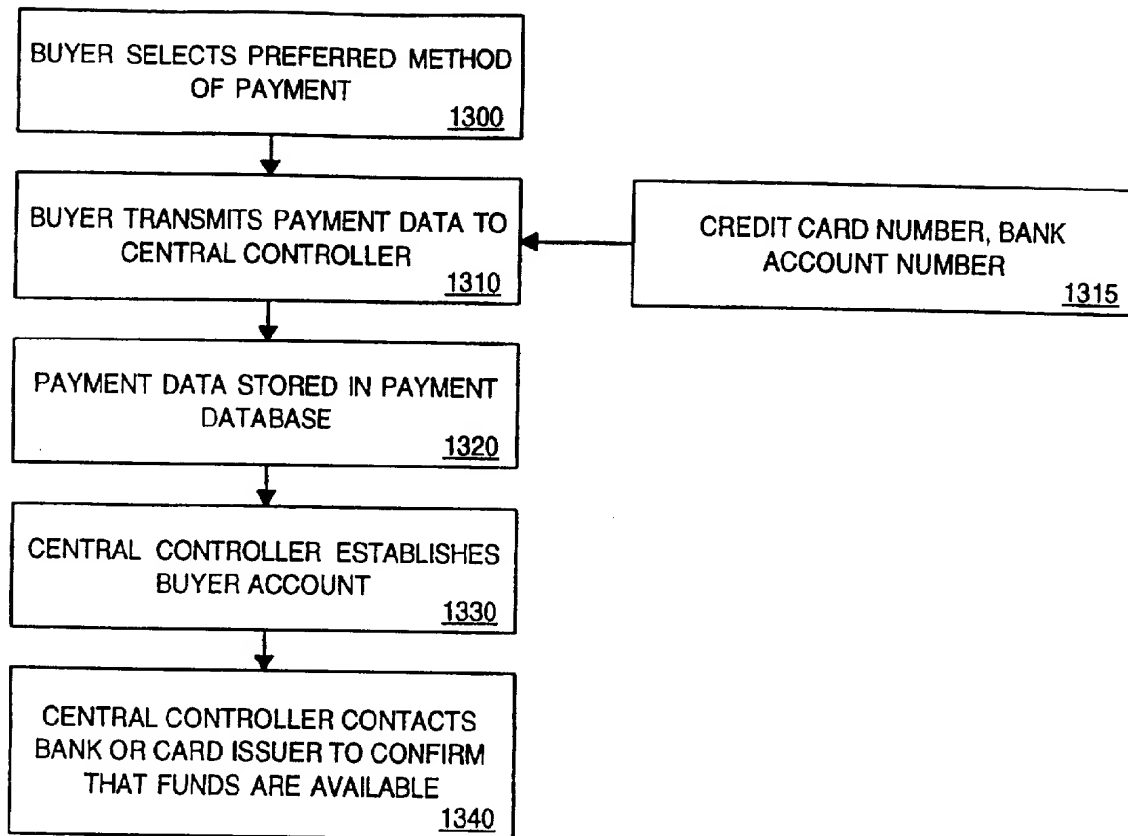 BUYER SELECTS PREFERRED METHOD
OF PAYMENT
1300
BUYER TRANSMITS PAYMENT DATA TO
CENTRAL CONTROLLER
1310
CREDIT CARD NUMBER, BANK
ACCOUNT NUMBER
1315
PAYMENT DATA STORED IN PAYMENT
DATABASE
1320
CENTRAL CONTROLLER ESTABLISHES
BUYER ACCOUNT
1330
CENTRAL CONTROLLER CONTACTS
BANK OR CARD ISSUER TO CONFIRM
THAT FUNDS ARE AVAILABLE
1340